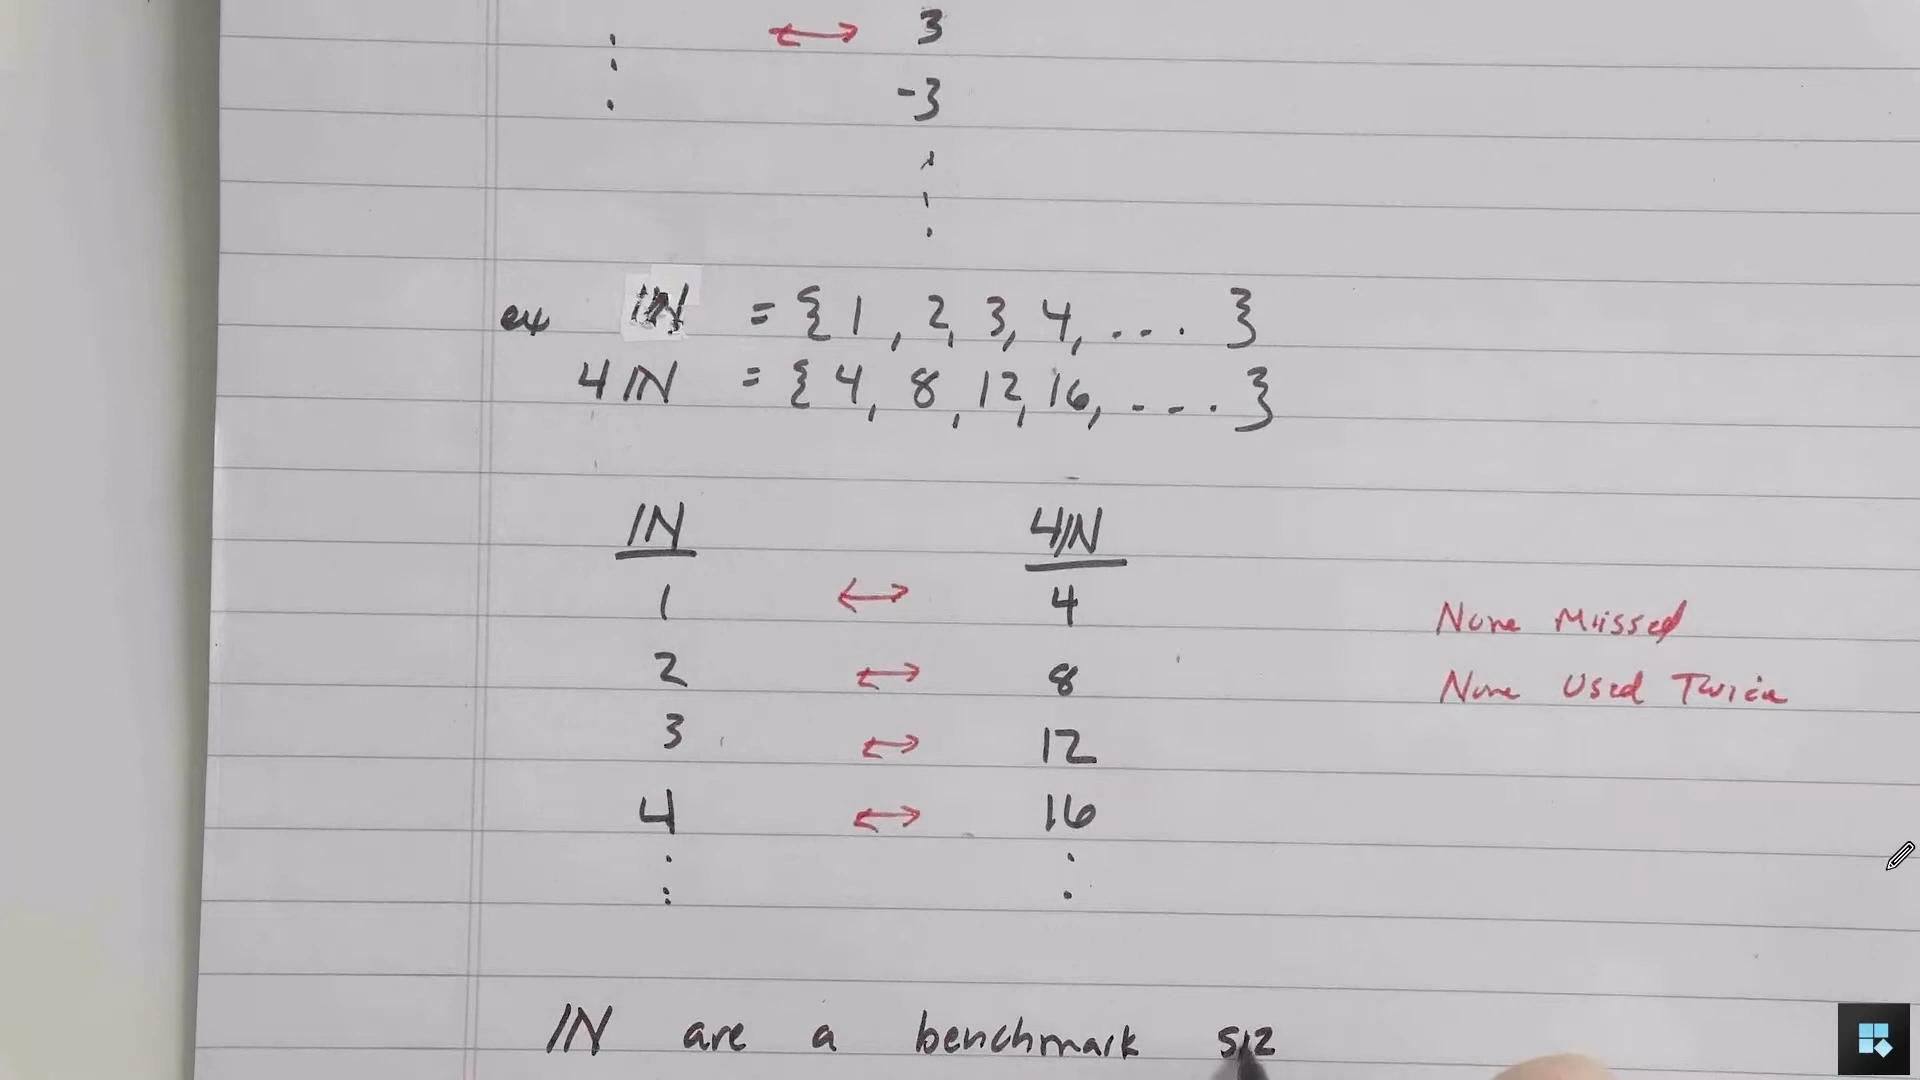 ⟷ 3
-3
ex ℕ = {1, 2, 3, 4, ... }
4ℕ = {4, 8, 12, 16, ... }
ℕ 4ℕ
1 ⟷ 4
None Miissed
2 ⟷ 8
None Used Twice
3 ⟷ 12
4 ⟷ 16
ℕ are a benchmark siz